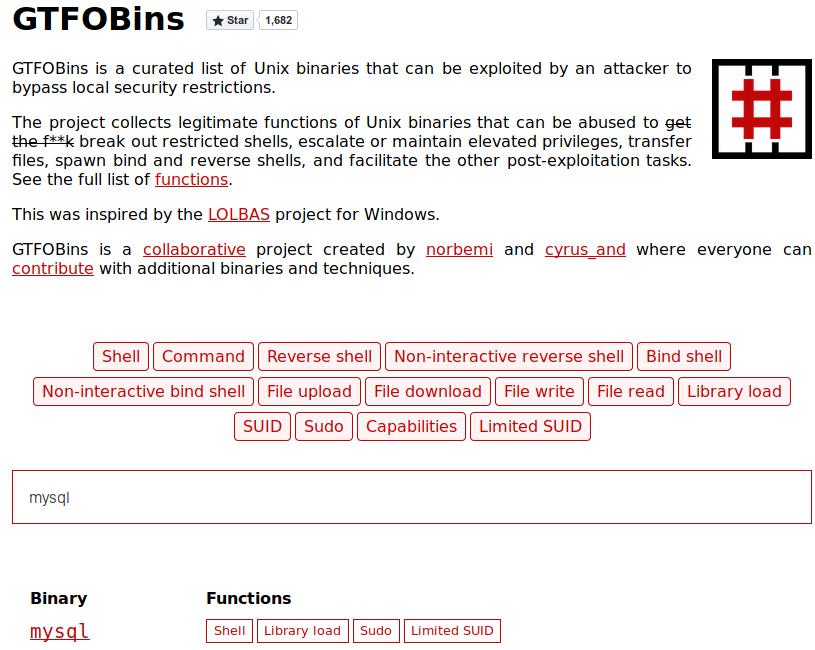 GTFOBins Star 1,682
GTFOBins is a curated list of Unix binaries that can be exploited by an attacker to
bypass local security restrictions.
The project collects legitimate functions of Unix binaries that can be abused to get
the f**k break out restricted shells, escalate or maintain elevated privileges, transfer
files, spawn bind and reverse shells, and facilitate the other post-exploitation tasks.
See the full list of functions.
This was inspired by the LOLBAS project for Windows.
GTFOBins is a collaborative project created by norbemi and cyrus_and where everyone can
contribute with additional binaries and techniques.
Shell Command Reverse shell Non-interactive reverse shell Bind shell
Non-interactive bind shell File upload File download File write File read Library load
SUID Sudo Capabilities Limited SUID
mysql
Binary Functions
mysql Shell Library load Sudo Limited SUID